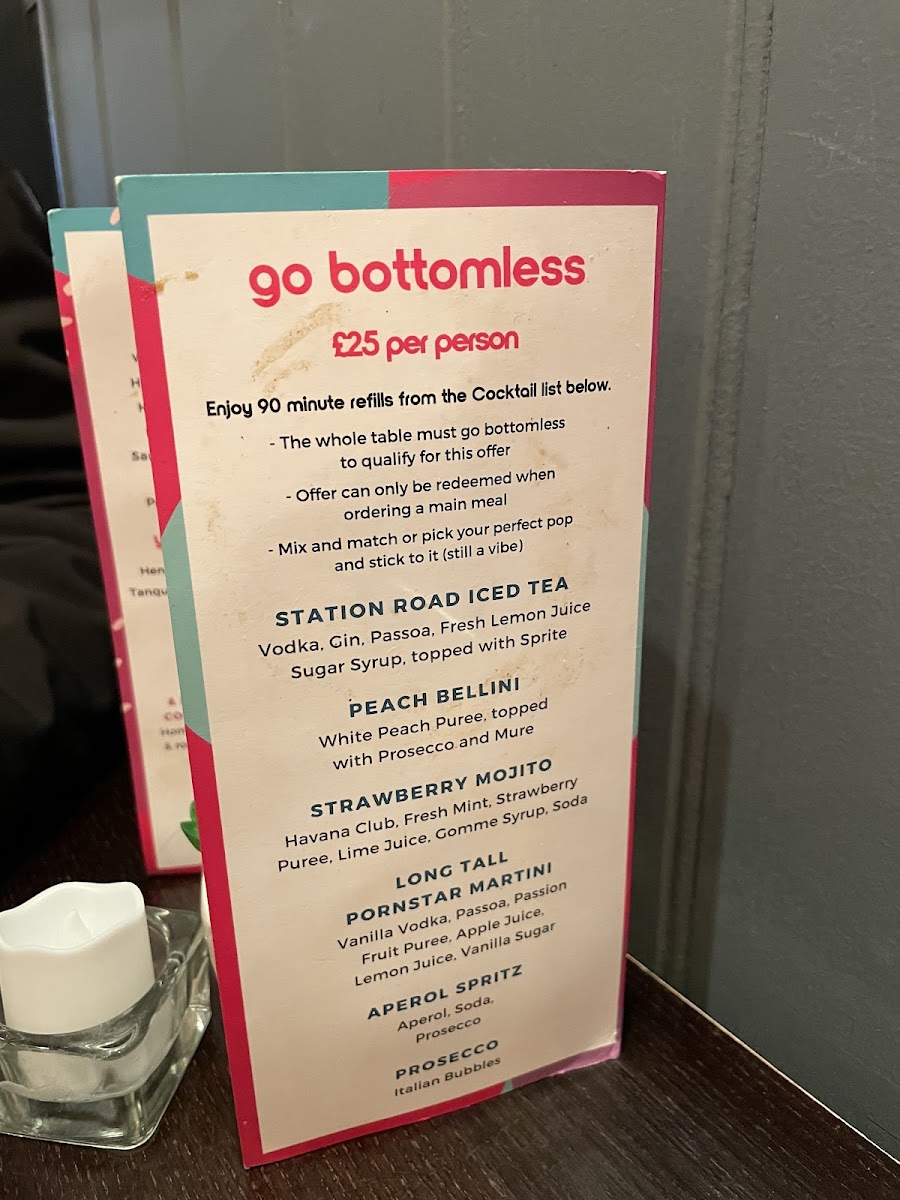 go bottomless
£25 per person
Enjoy 90 minute refills from the Cocktail list below.
- The whole table must go bottomless
to qualify for this offer
- Offer can only be redeemed when
ordering a main meal
- Mix and match or pick your perfect pop
and stick to it (still a vibe)
STATION ROAD ICED TEA
Vodka, Gin, Passoa, Fresh Lemon Juice
Sugar Syrup, topped with Sprite
PEACH BELLINI
White Peach Puree, topped
with Prosecco and Mure
STRAWBERRY MOJITO
Havana Club, Fresh Mint, Strawberry
Puree, Lime Juice, Gomme Syrup, Soda
LONG TALL
PORNSTAR MARTINI
Vanilla Vodka, Passoa, Passion
Fruit Puree, Apple Juice,
Lemon Juice, Vanilla Sugar
APEROL SPRITZ
Aperol, Soda,
Prosecco
PROSECCO
Italian Bubbles